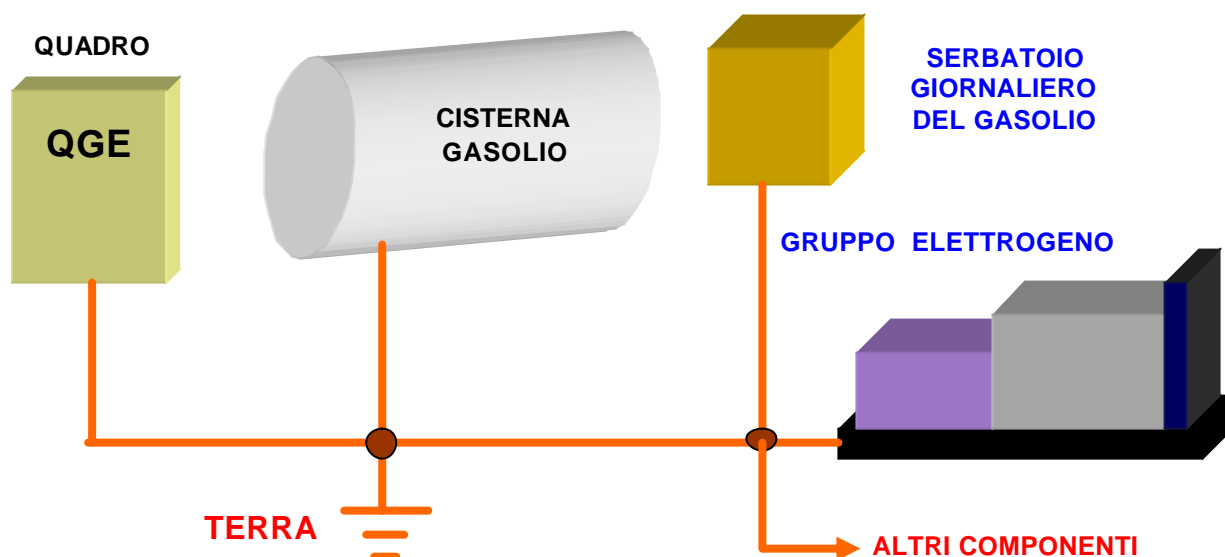 QUADRO
QGE
CISTERNA
GASOLIO
SERBATOIO
GIORNALIERO
DEL GASOLIO
GRUPPO ELETTROGENO
TERRA
ALTRI COMPONENTI